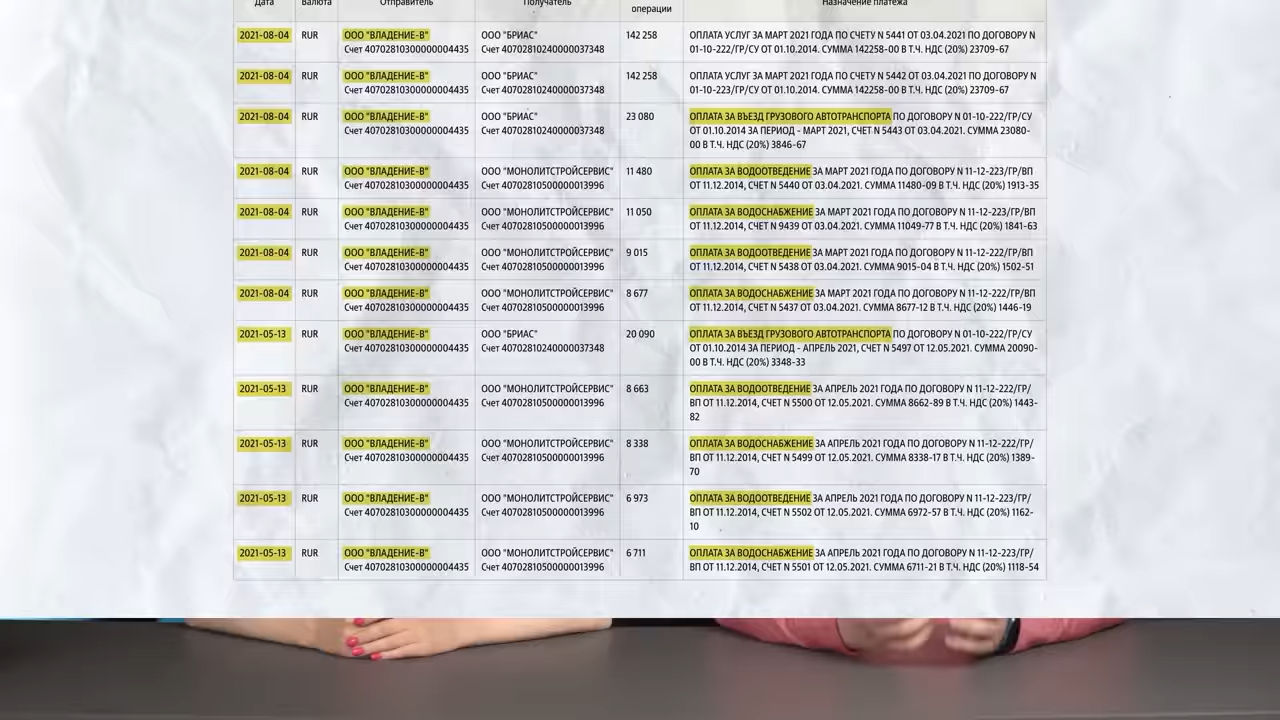 Дата Валюта Отправитель Получатель операции Назначение платежа
2021-08-04 RUR ООО "ВЛАДЕНИЕ-В" ООО "БРИАС" 142 258 ОПЛАТА УСЛУГ ЗА МАРТ 2021 ГОДА ПО СЧЕТУ N 5441 ОТ 03.04.2021 ПО ДОГОВОРУ N
Счет 40702810300000004435 Счет 40702810240000037348 01-10-222/ГР/СУ ОТ 01.10.2014. СУММА 142258-00 В Т.Ч. НДС (20%) 23709-67
2021-08-04 RUR ООО "ВЛАДЕНИЕ-В" ООО "БРИАС" 142 258 ОПЛАТА УСЛУГ ЗА МАРТ 2021 ГОДА ПО СЧЕТУ N 5442 ОТ 03.04.2021 ПО ДОГОВОРУ N
Счет 40702810300000004435 Счет 40702810240000037348 01-10-223/ГР/СУ ОТ 01.10.2014. СУММА 142258-00 В Т.Ч. НДС (20%) 23709-67
2021-08-04 RUR ООО "ВЛАДЕНИЕ-В" ООО "БРИАС" 23 080 ОПЛАТА ЗА ВЪЕЗД ГРУЗОВОГО АВТОТРАНСПОРТА ПО ДОГОВОРУ N 01-10-222/ГР/СУ
Счет 40702810300000004435 Счет 40702810240000037348 ОТ 01.10.2014 ЗА ПЕРИОД - МАРТ 2021, СЧЕТ N 5443 ОТ 03.04.2021. СУММА 23080-
00 В Т.Ч. НДС (20%) 3846-67
2021-08-04 RUR ООО "ВЛАДЕНИЕ-В" ООО "МОНОЛИТСТРОЙСЕРВИС" 11 480 ОПЛАТА ЗА ВОДООТВЕДЕНИЕ ЗА МАРТ 2021 ГОДА ПО ДОГОВОРУ N 11-12-223/ГР/ВП
Счет 40702810300000004435 Счет 40702810500000013996 ОТ 11.12.2014, СЧЕТ N 5440 ОТ 03.04.2021. СУММА 11480-09 В Т.Ч. НДС (20%) 1913-35
2021-08-04 RUR ООО "ВЛАДЕНИЕ-В" ООО "МОНОЛИТСТРОЙСЕРВИС" 11 050 ОПЛАТА ЗА ВОДОСНАБЖЕНИЕ ЗА МАРТ 2021 ГОДА ПО ДОГОВОРУ N 11-12-223/ГР/ВП
Счет 40702810300000004435 Счет 40702810500000013996 ОТ 11.12.2014, СЧЕТ N 9439 ОТ 03.04.2021. СУММА 11049-77 В Т.Ч. НДС (20%) 1841-63
2021-08-04 RUR ООО "ВЛАДЕНИЕ-В" ООО "МОНОЛИТСТРОЙСЕРВИС" 9 015 ОПЛАТА ЗА ВОДООТВЕДЕНИЕ ЗА МАРТ 2021 ГОДА ПО ДОГОВОРУ N 11-12-222/ГР/ВП
Счет 40702810300000004435 Счет 40702810500000013996 ОТ 11.12.2014, СЧЕТ N 5438 ОТ 03.04.2021. СУММА 9015-04 В Т.Ч. НДС (20%) 1502-51
2021-08-04 RUR ООО "ВЛАДЕНИЕ-В" ООО "МОНОЛИТСТРОЙСЕРВИС" 8 677 ОПЛАТА ЗА ВОДОСНАБЖЕНИЕ ЗА МАРТ 2021 ГОДА ПО ДОГОВОРУ N 11-12-222/ГР/ВП
Счет 40702810300000004435 Счет 40702810500000013996 ОТ 11.12.2014, СЧЕТ N 5437 ОТ 03.04.2021. СУММА 8677-12 В Т.Ч. НДС (20%) 1446-19
2021-05-13 RUR ООО "ВЛАДЕНИЕ-В" ООО "БРИАС" 20 090 ОПЛАТА ЗА ВЪЕЗД ГРУЗОВОГО АВТОТРАНСПОРТА ПО ДОГОВОРУ N 01-10-222/ГР/СУ
Счет 40702810300000004435 Счет 40702810240000037348 ОТ 01.10.2014 ЗА ПЕРИОД - АПРЕЛЬ 2021, СЧЕТ N 5497 ОТ 12.05.2021. СУММА 20090-
00 В Т.Ч. НДС (20%) 3348-33
2021-05-13 RUR ООО "ВЛАДЕНИЕ-В" ООО "МОНОЛИТСТРОЙСЕРВИС" 8 663 ОПЛАТА ЗА ВОДООТВЕДЕНИЕ ЗА АПРЕЛЬ 2021 ГОДА ПО ДОГОВОРУ N 11-12-222/ГР/
Счет 40702810300000004435 Счет 40702810500000013996 ВП ОТ 11.12.2014, СЧЕТ N 5500 ОТ 12.05.2021. СУММА 8662-89 В Т.Ч. НДС (20%) 1443-
82
2021-05-13 RUR ООО "ВЛАДЕНИЕ-В" ООО "МОНОЛИТСТРОЙСЕРВИС" 8 338 ОПЛАТА ЗА ВОДОСНАБЖЕНИЕ ЗА АПРЕЛЬ 2021 ГОДА ПО ДОГОВОРУ N 11-12-222/ГР/
Счет 40702810300000004435 Счет 40702810500000013996 ВП ОТ 11.12.2014, СЧЕТ N 5499 ОТ 12.05.2021. СУММА 8338-17 В Т.Ч. НДС (20%) 1389-
70
2021-05-13 RUR ООО "ВЛАДЕНИЕ-В" ООО "МОНОЛИТСТРОЙСЕРВИС" 6 973 ОПЛАТА ЗА ВОДООТВЕДЕНИЕ ЗА АПРЕЛЬ 2021 ГОДА ПО ДОГОВОРУ N 11-12-223/ГР/
Счет 40702810300000004435 Счет 40702810500000013996 ВП ОТ 11.12.2014, СЧЕТ N 5502 ОТ 12.05.2021. СУММА 6972-57 В Т.Ч. НДС (20%) 1162-
10
2021-05-13 RUR ООО "ВЛАДЕНИЕ-В" ООО "МОНОЛИТСТРОЙСЕРВИС" 6 711 ОПЛАТА ЗА ВОДОСНАБЖЕНИЕ ЗА АПРЕЛЬ 2021 ГОДА ПО ДОГОВОРУ N 11-12-223/ГР/
Счет 40702810300000004435 Счет 40702810500000013996 ВП ОТ 11.12.2014, СЧЕТ N 5501 ОТ 12.05.2021. СУММА 6711-21 В Т.Ч. НДС (20%) 1118-54